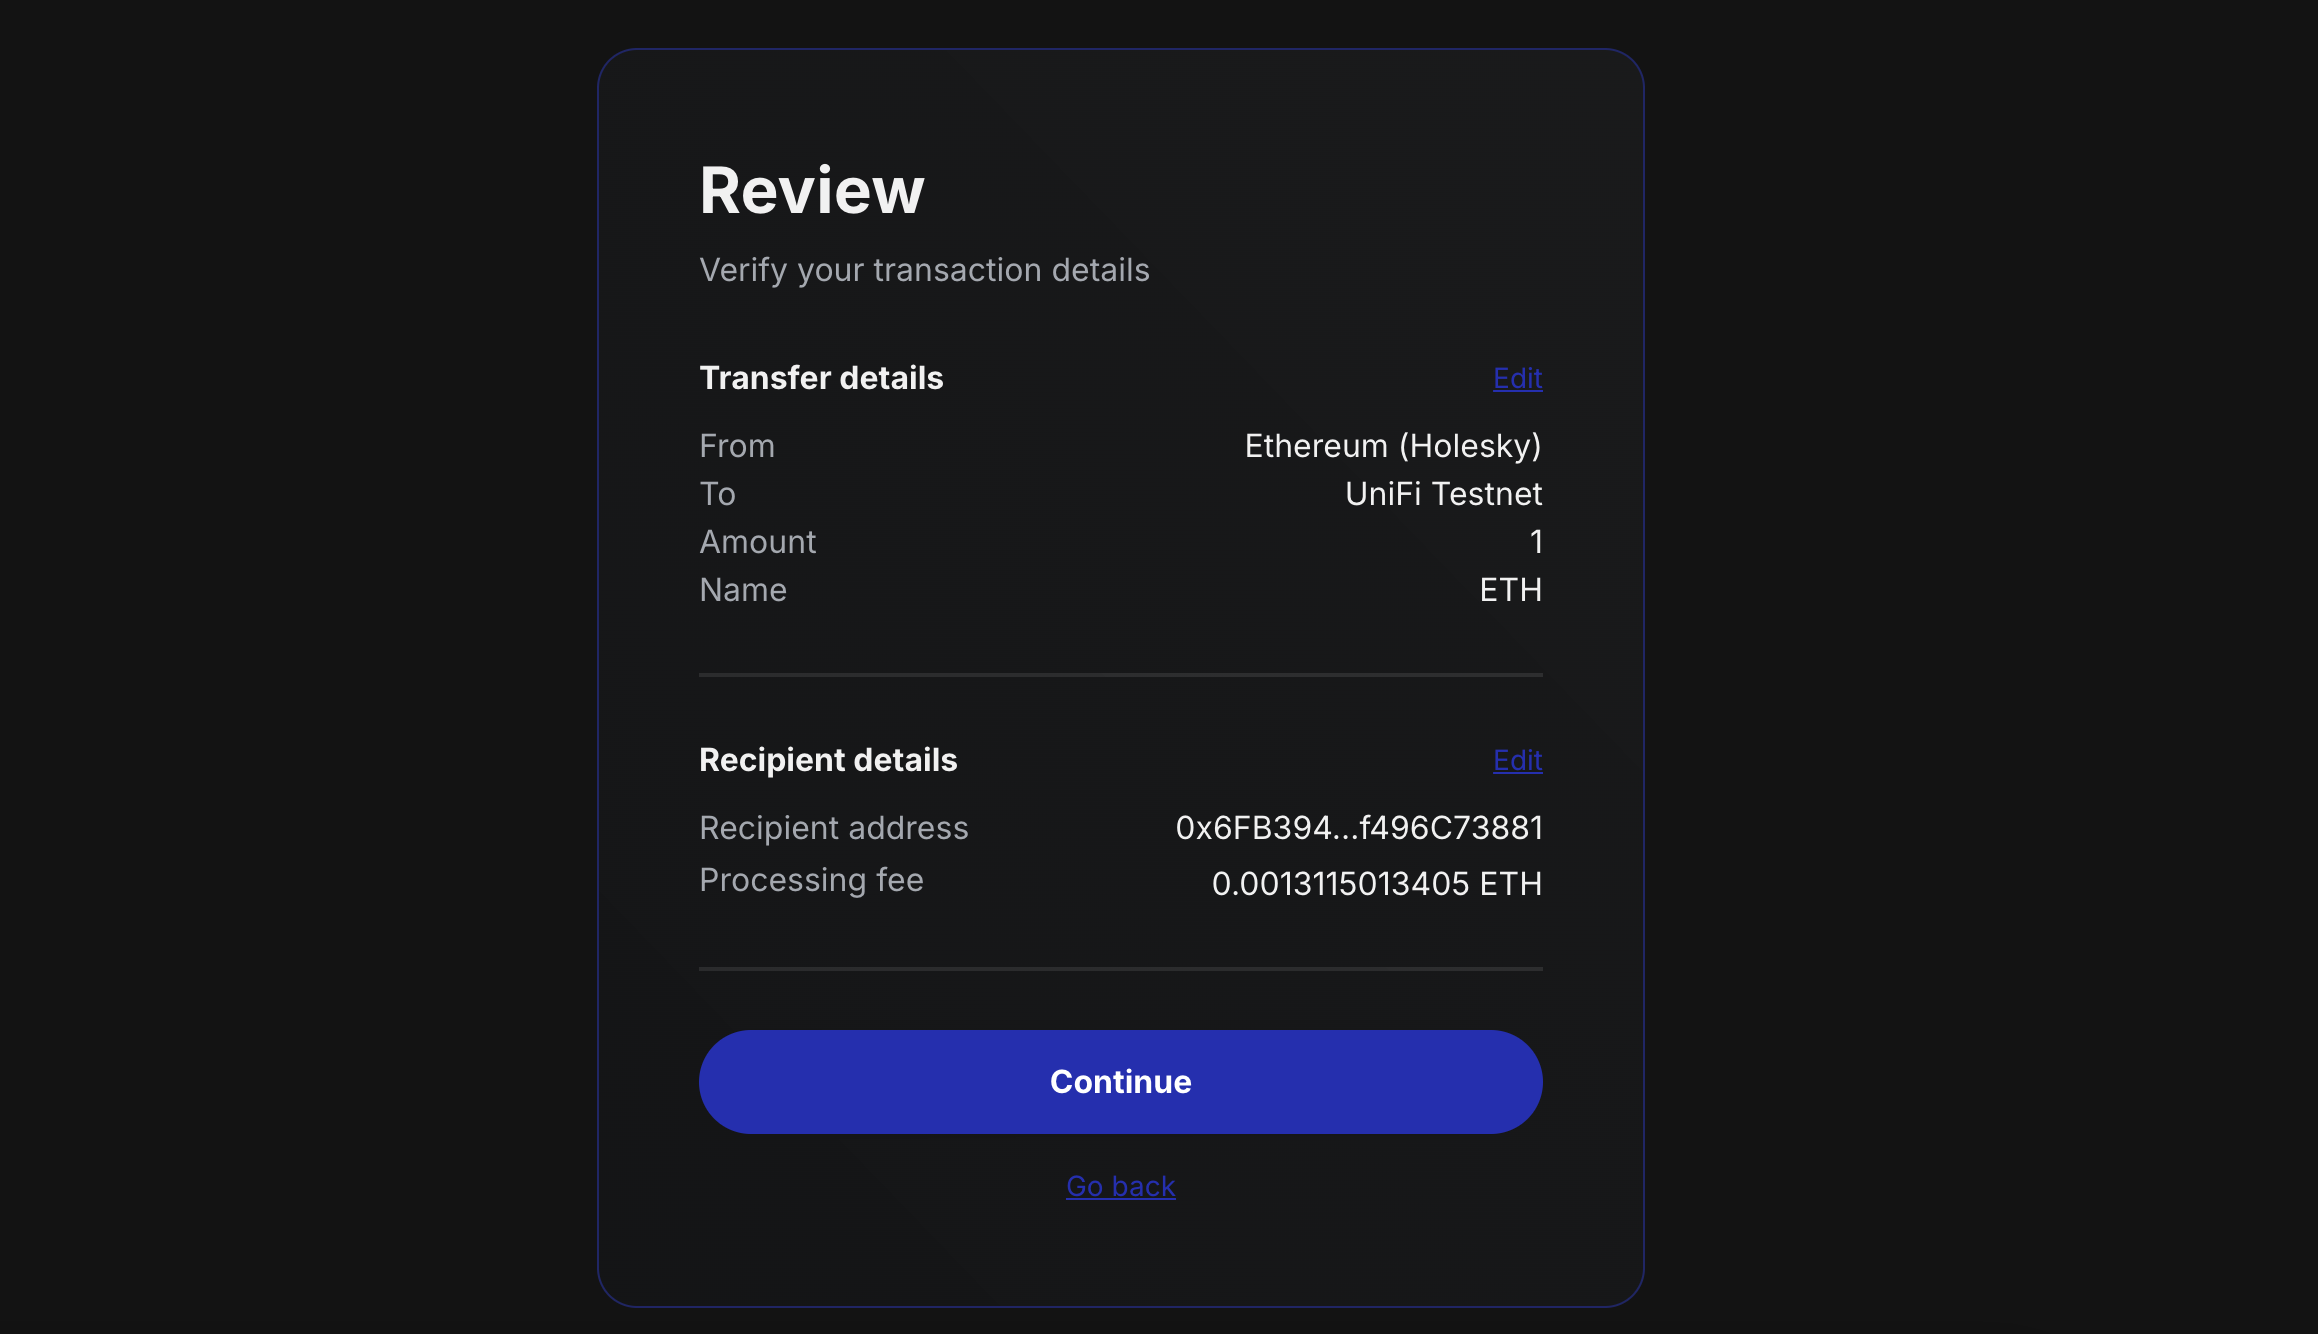 Review
Verify your transaction details
Transfer details Edit
From Ethereum (Holesky)
To UniFi Testnet
Amount 1
Name ETH
Recipient details Edit
Recipient address 0x6FB394...f496C73881
Processing fee 0.0013115013405 ETH
Continue
Go back